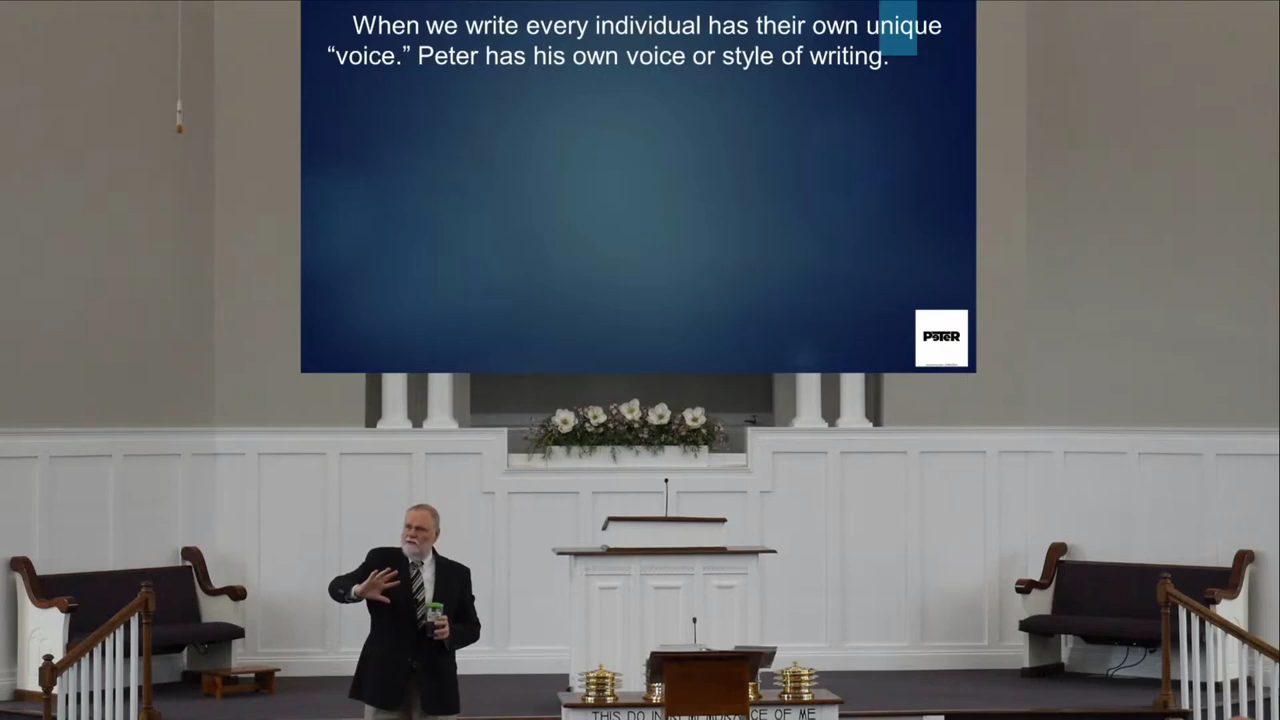 When we write every individual has their own unique
“voice.” Peter has his own voice or style of writing.
PeTeR
THIS DO IN REMEMBRANCE OF ME